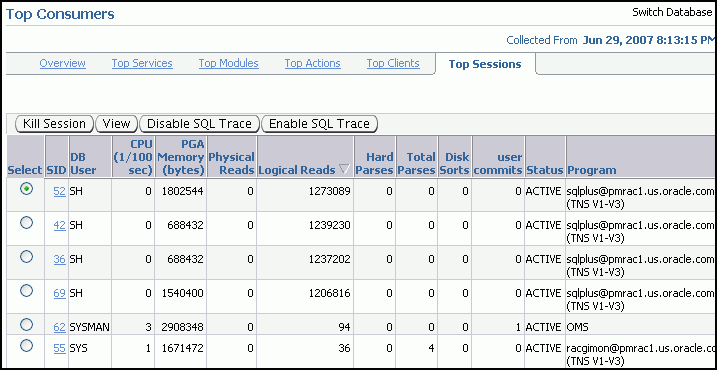 Top Consumers
Switch Database
Collected From Jun 29, 2007 8:13:15 PM
Overview Top Services Top Modules Top Actions Top Clients Top Sessions
Kill Session View Disable SQL Trace Enable SQL Trace
Select SID DB User CPU (1/100 sec) PGA Memory (bytes) Physical Reads Logical Reads Hard Parses Total Parses Disk Sorts user commits Status Program
52 SH 0 1802544 0 1273089 0 0 0 0 ACTIVE sqlplus@pmrac1.us.oracle.com
(TNS V1-V3)
42 SH 0 688432 0 1239230 0 0 0 0 ACTIVE sqlplus@pmrac1.us.oracle.com
(TNS V1-V3)
36 SH 0 688432 0 1237202 0 0 0 0 ACTIVE sqlplus@pmrac1.us.oracle.com
(TNS V1-V3)
69 SH 0 1540400 0 1206816 0 0 0 0 ACTIVE sqlplus@pmrac1.us.oracle.com
(TNS V1-V3)
62 SYSMAN 3 2908348 0 94 0 0 0 1 ACTIVE OMS
55 SYS 1 1671472 0 36 0 4 0 0 ACTIVE racgimon@pmrac1.us.oracle.co
(TNS V1-V3)